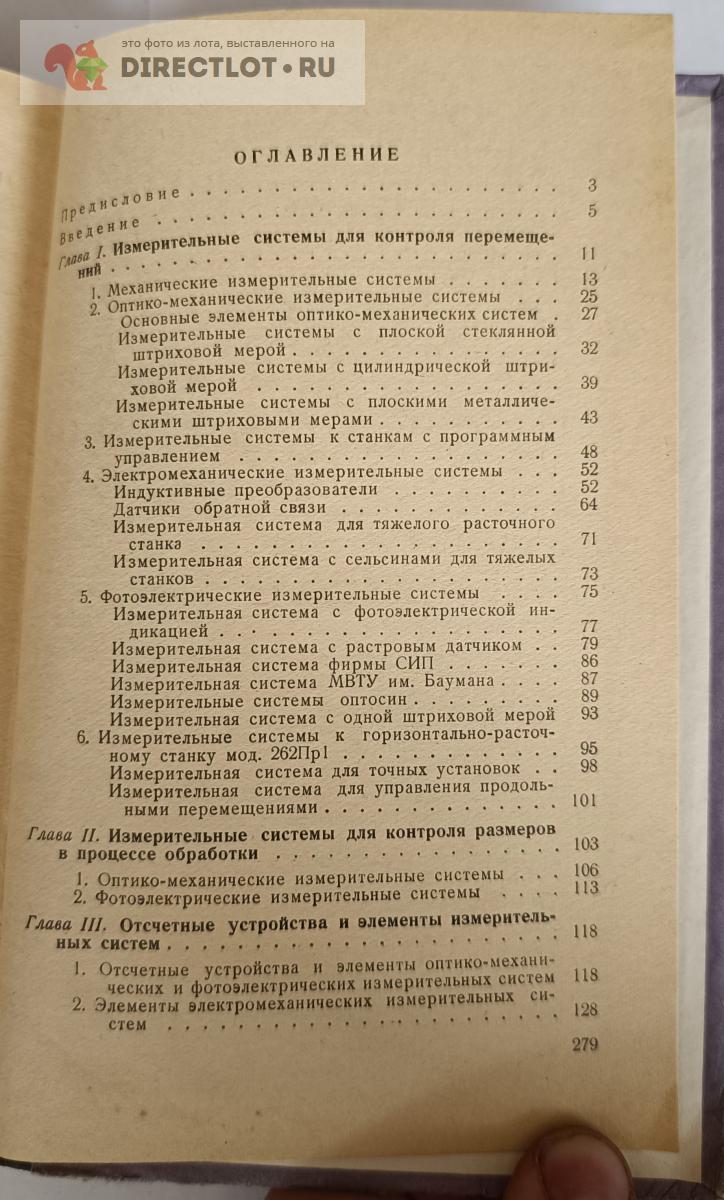 это фото из лота, выставленного на
DIRECTLOT.RU
ОГЛАВЛЕНИЕ
Предисловие . . . . . . . . . . . . . . . . . . . . 3
Введение . . . . . . . . . . . . . . . . . . . . 5
Глава I. Измерительные системы для контроля перемеще-
ний . . . . . . . . . . . . . . . . . . . . 11
1. Механические измерительные системы . . . . . . . 13
2. Оптико-механические измерительные системы . . . 25
Основные элементы оптико-механических систем . 27
Измерительные системы с плоской стеклянной
штриховой мерой . . . . . . . . . . . . . . . . 32
Измерительные системы с цилиндрической штри-
ховой мерой . . . . . . . . . . . . . . . . . 39
Измерительные системы с плоскими металличе-
скими штриховыми мерами . . . . . . . . . . . 43
3. Измерительные системы к станкам с программным
управлением . . . . . . . . . . . . . . . . . . 48
4. Электромеханические измерительные системы . . . 52
Индуктивные преобразователи . . . . . . . . . . 52
Датчики обратной связи . . . . . . . . . . . . . 64
Измерительная система для тяжелого расточного
станка . . . . . . . . . . . . . . . . . . . . 71
Измерительная система с сельсинами для тяжелых
станков . . . . . . . . . . . . . . . . . . . . 73
5. Фотоэлектрические измерительные системы . . . . 75
Измерительная система с фотоэлектрической ин-
дикацией . . . . . . . . . . . . . . . . . . . 77
Измерительная система с растровым датчиком . . 79
Измерительная система фирмы СИП . . . . . . . 86
Измерительная система МВТУ им. Баумана . . . . 87
Измерительные системы оптосин . . . . . . . . . 89
Измерительная система с одной штриховой мерой 93
6. Измерительные системы к горизонтально-расточ-
ному станку мод. 262Пр1 . . . . . . . . . . . . . 95
Измерительная система для точных установок . . 98
Измерительная система для управления продоль-
ными перемещениями . . . . . . . . . . . . . . 101
Глава II. Измерительные системы для контроля размеров
в процессе обработки . . . . . . . . . . . . . . . . 103
1. Оптико-механические измерительные системы . . . 106
2. Фотоэлектрические измерительные системы . . . . 113
Глава III. Отсчетные устройства и элементы измеритель-
ных систем . . . . . . . . . . . . . . . . . . . . . 118
1. Отсчетные устройства и элементы оптико-механи-
ческих и фотоэлектрических измерительных систем 118
2. Элементы электромеханических измерительных си-
стем . . . . . . . . . . . . . . . . . . . . . 128
279